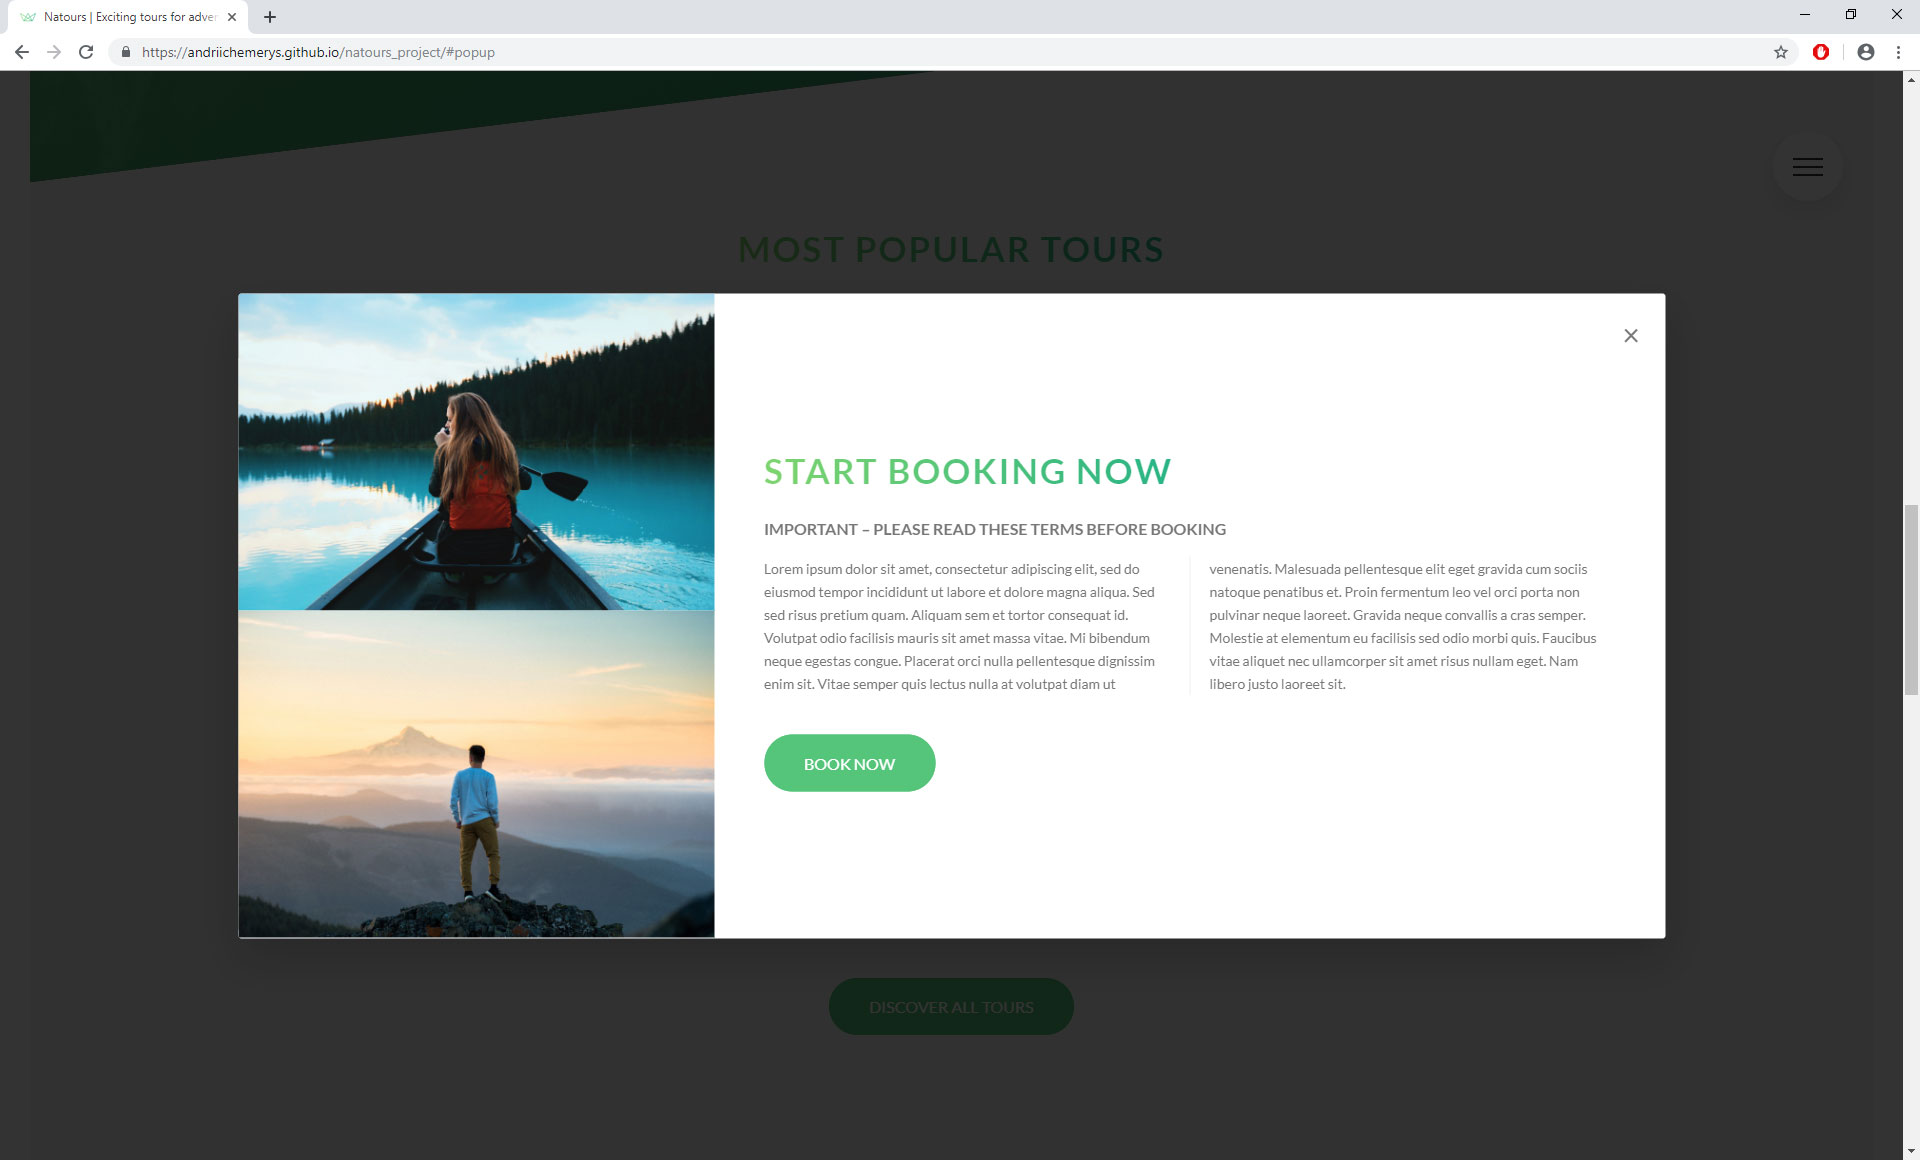 Natours | Exciting tours for adver
https://andriichemerys.github.io/natours_project/#popup
MOST POPULAR TOURS
START BOOKING NOW
IMPORTANT – PLEASE READ THESE TERMS BEFORE BOOKING
Lorem ipsum dolor sit amet, consectetur adipiscing elit, sed do
eiusmod tempor incididunt ut labore et dolore magna aliqua. Sed
sed risus pretium quam. Aliquam sem et tortor consequat id.
Volutpat odio facilisis mauris sit amet massa vitae. Mi bibendum
neque egestas congue. Placerat orci nulla pellentesque dignissim
enim sit. Vitae semper quis lectus nulla at volutpat diam ut
venenatis. Malesuada pellentesque elit eget gravida cum sociis
natoque penatibus et. Proin fermentum leo vel orci porta non
pulvinar neque laoreet. Gravida neque convallis a cras semper.
Molestie at elementum eu facilisis sed odio morbi quis. Faucibus
vitae aliquet nec ullamcorper sit amet risus nullam eget. Nam
libero justo laoreet sit.
BOOK NOW
DISCOVER ALL TOURS